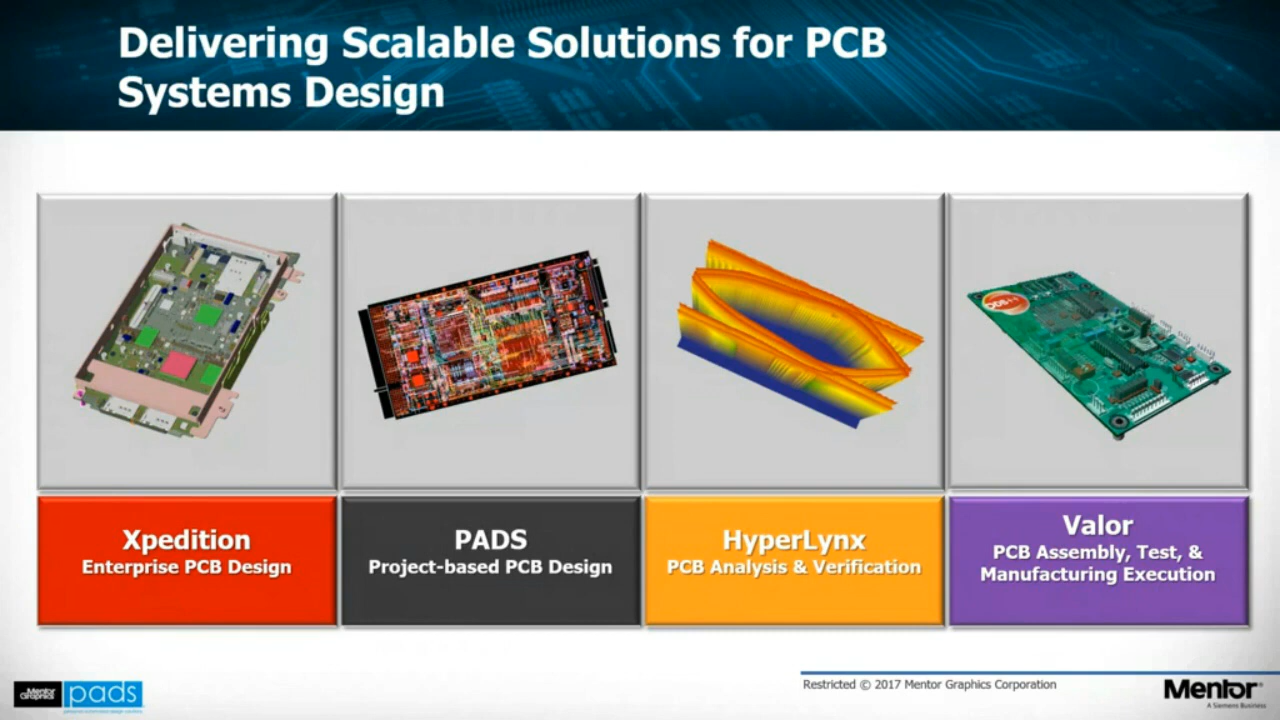 Delivering Scalable Solutions for PCB
Systems Design
ODB++
Xpedition
Enterprise PCB Design
PADS
Project-based PCB Design
HyperLynx
PCB Analysis & Verification
Valor
PCB Assembly, Test, &
Manufacturing Execution
Mentor
Graphics
pads
Restricted © 2017 Mentor Graphics Corporation
Mentor®
A Siemens Business